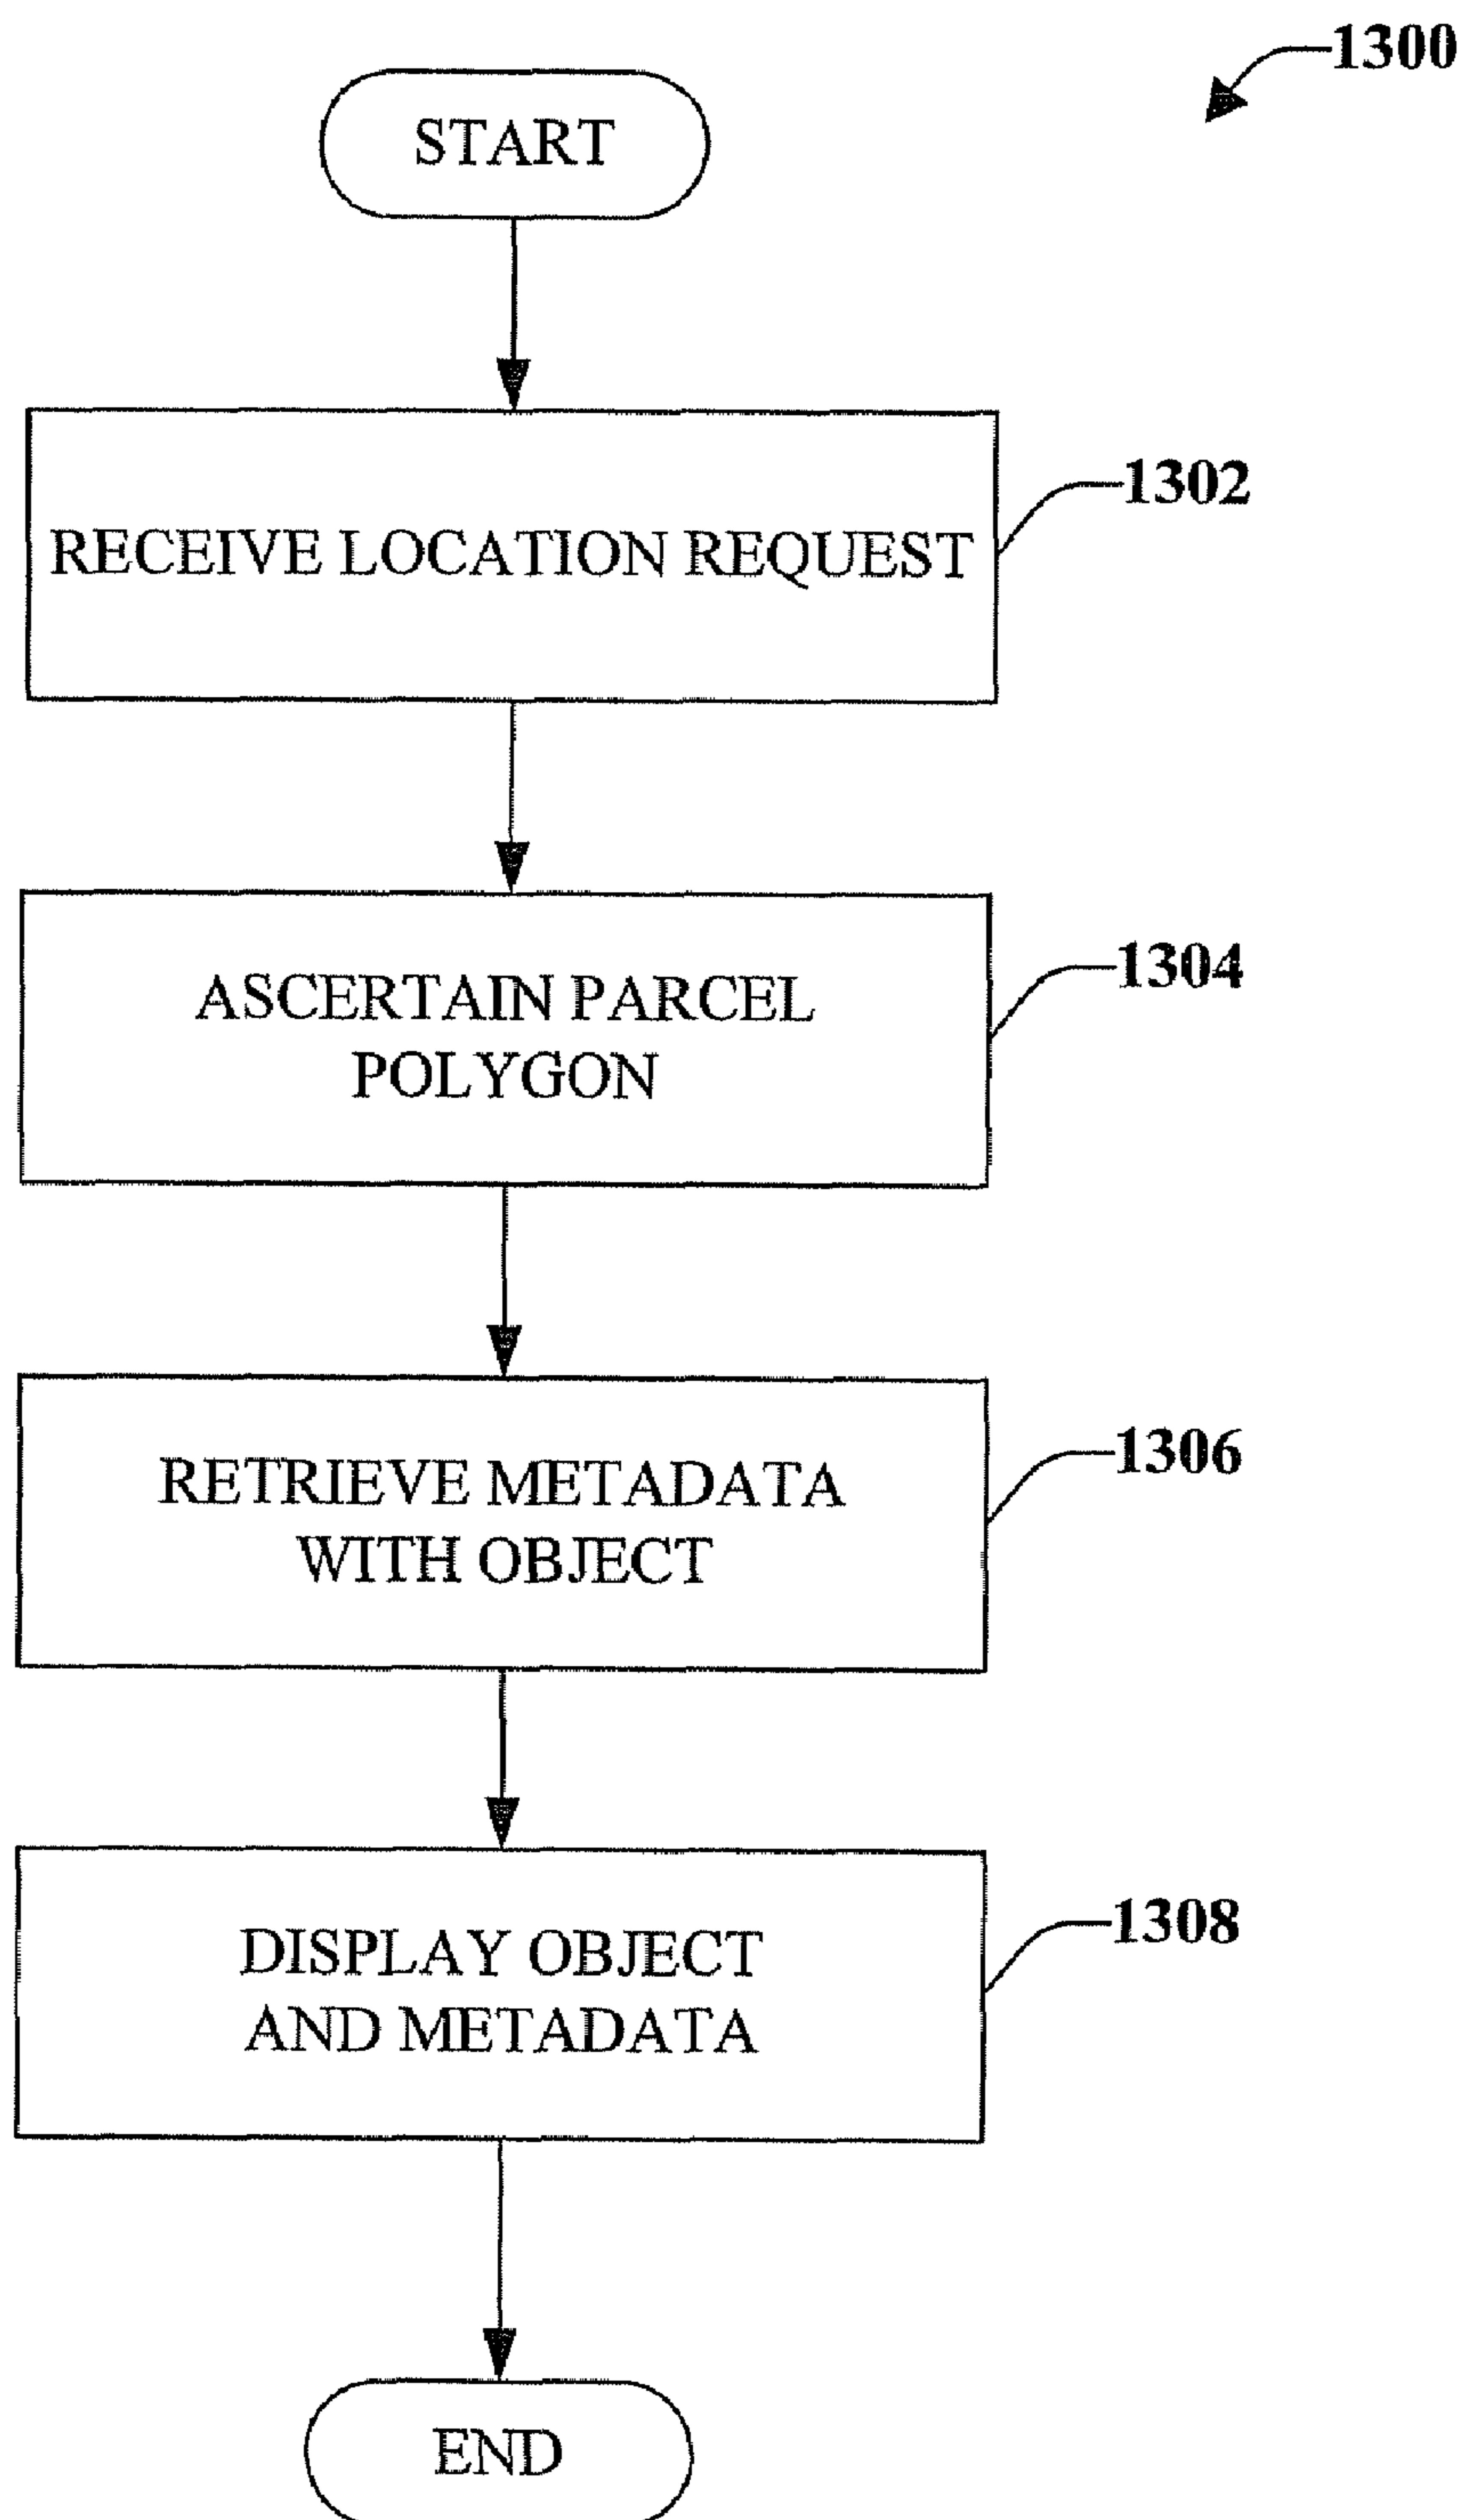 1300
START
RECEIVE LOCATION REQUEST
1302
ASCERTAIN PARCEL
POLYGON
1304
RETRIEVE METADATA
WITH OBJECT
1306
DISPLAY OBJECT
AND METADATA
1308
END